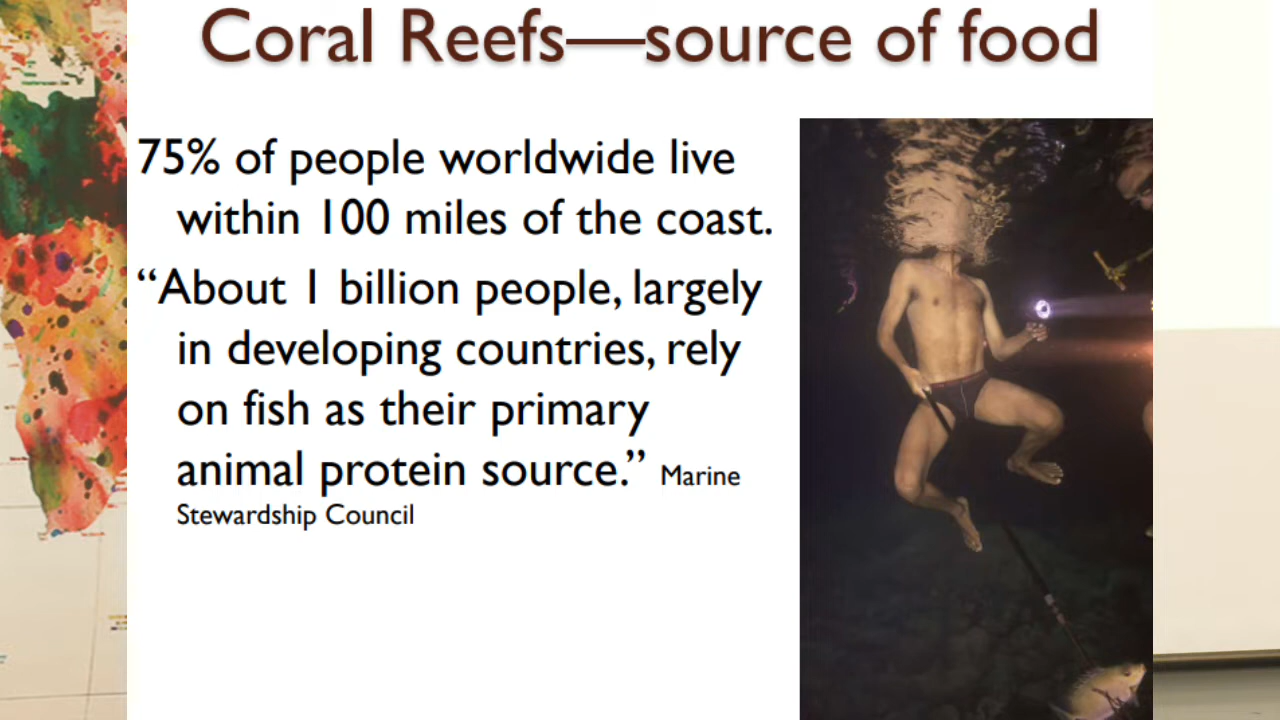 Coral Reefs—source of food
75% of people worldwide live
within 100 miles of the coast.
“About 1 billion people, largely
in developing countries, rely
on fish as their primary
animal protein source.” Marine
Stewardship Council